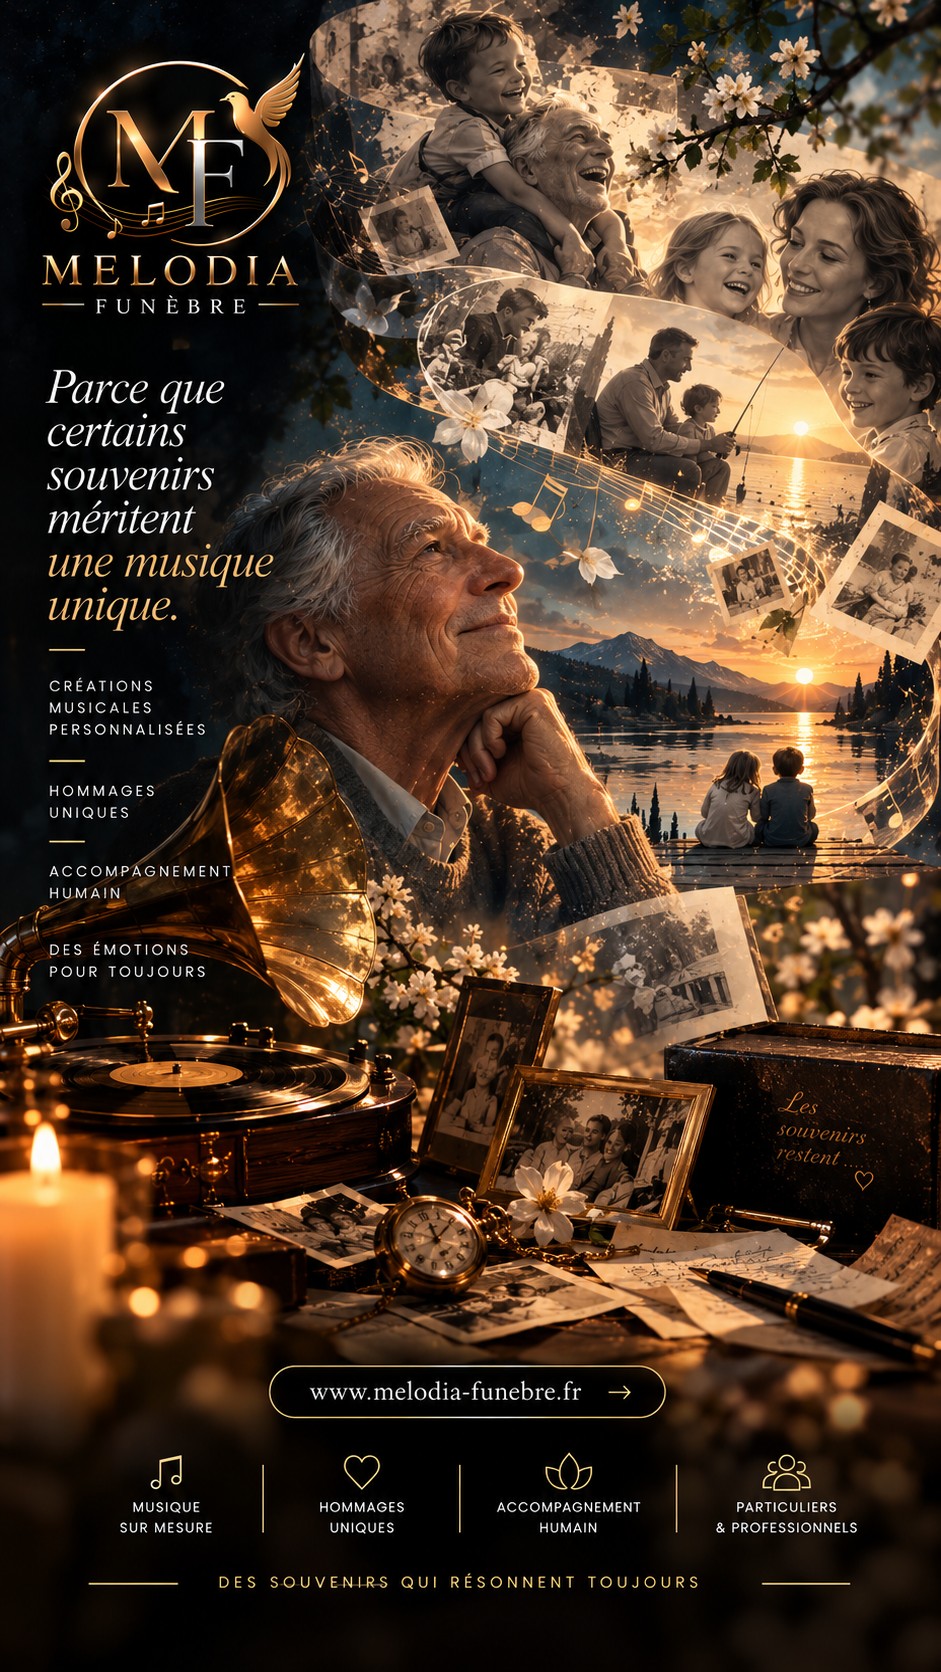 MF
MELODIA
FUNÈBRE
Parce que
certains
souvenirs
méritent
une musique
unique.
CRÉATIONS
MUSICALES
PERSONNALISÉES
HOMMAGES
UNIQUES
ACCOMPAGNEMENT
HUMAIN
DES ÉMOTIONS
POUR TOUJOURS
Les
souvenirs
restent ...
www.melodia-funebre.fr →
MUSIQUE
SUR MESURE
HOMMAGES
UNIQUES
ACCOMPAGNEMENT
HUMAIN
PARTICULIERS
& PROFESSIONNELS
DES SOUVENIRS QUI RÉSONNENT TOUJOURS